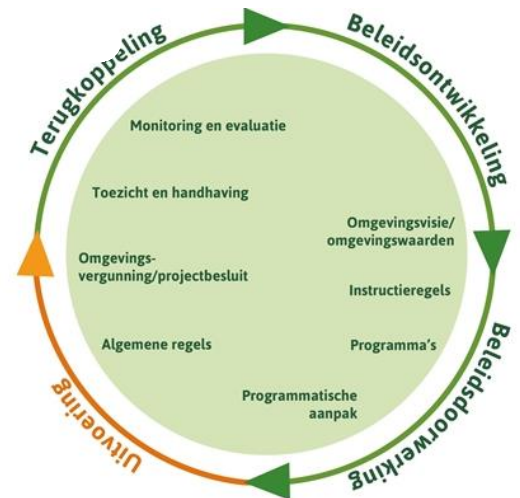 Terugkoppeling
Beleidsontwikkeling
Monitoring en evaluatie
Toezicht en handhaving
Omgevingsvisie/
omgevingswaarden
Omgevings-
vergunning/projectbesluit
Instructieregels
Algemene regels
Programma's
Programmatische
aanpak
Uitvoering
Beleidsdoorwerking